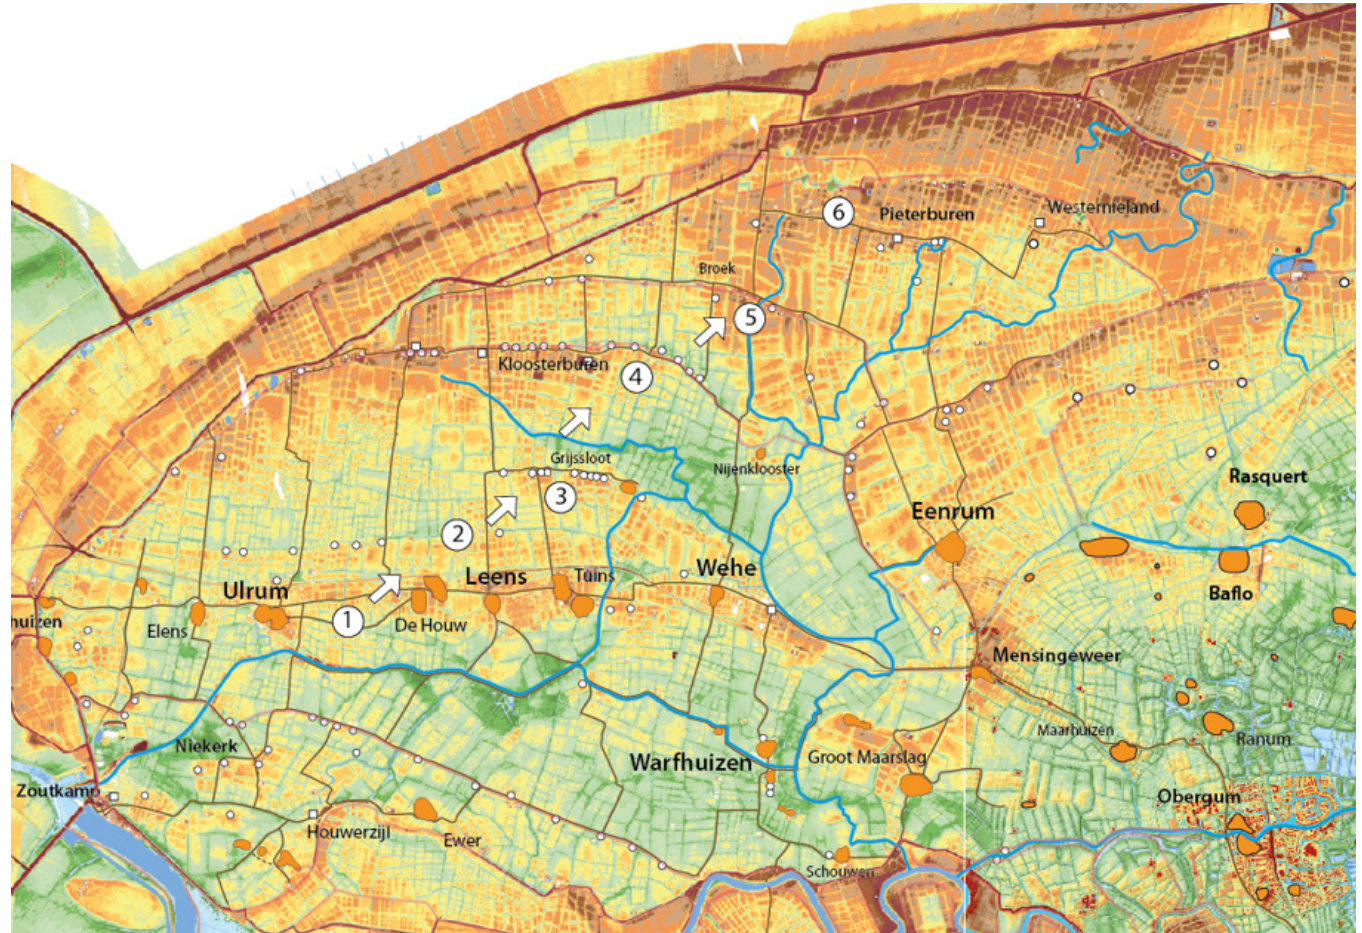 6
Pieterburen
Westernieland
Broek
5
Kloosterburen
4
Grijssloot
Nijenklooster
3
2
Rasquert
Eenrum
Ulrum
Leens
Tuins
Wehe
Baflo
1
De Houw
huizen
Elens
Mensingeweer
Maarhuizen
Ranum
Niekerk
Warfhuizen
Groot Maarslag
Zoutkamp
Obergum
Houwerzijl
Ewer
Schouwen